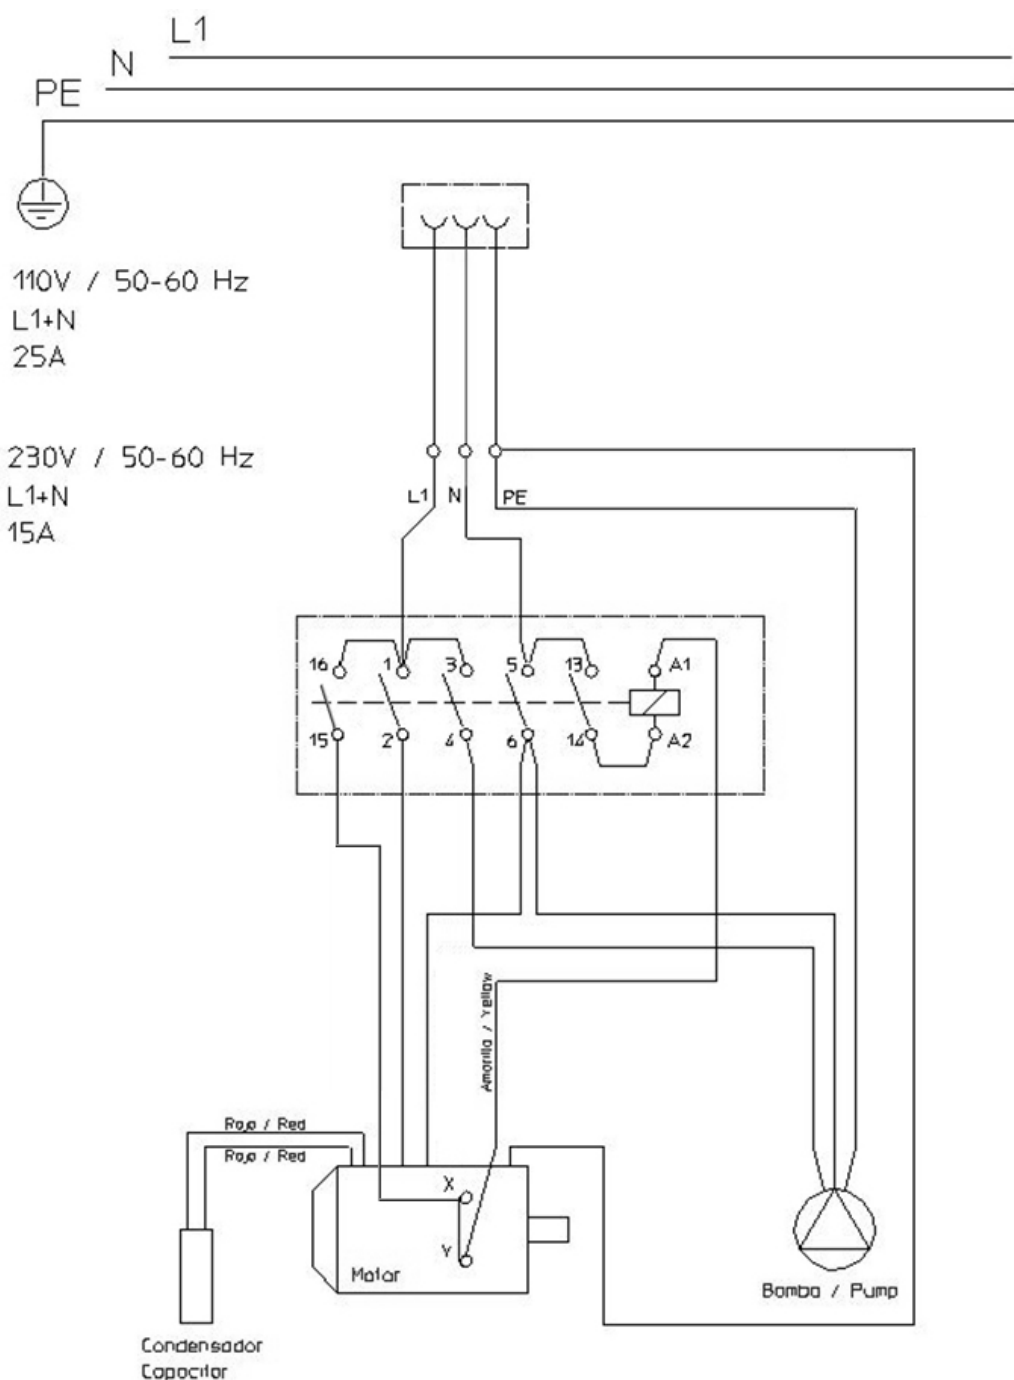 L1
N
PE
110V / 50-60 Hz
L1+N
25A
230V / 50-60 Hz
L1+N
15A
L1 N PE
16 1 3 5 13 A1
15 2 4 6 14 A2
Amarillo / Yellow
Rojo / Red
Rojo / Red
X
Y
Motor
Bomba / Pump
Condensador
Capacitor